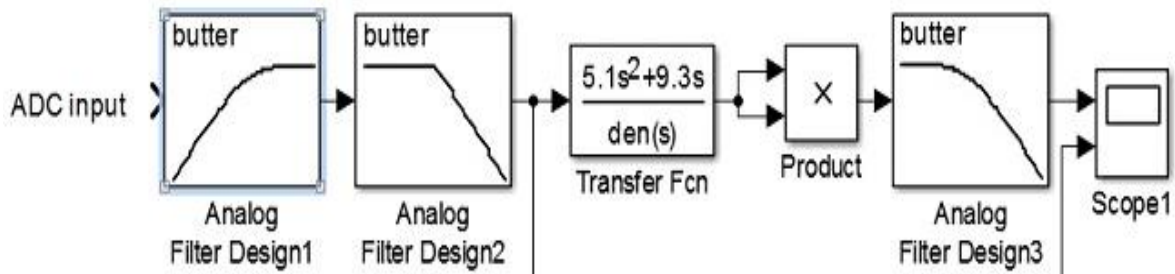 butter
butter
butter
ADC input
5.1s²+9.3s
den(s)
×
Product
Transfer Fcn
Scope1
Analog
Filter Design1
Analog
Filter Design2
Analog
Filter Design3